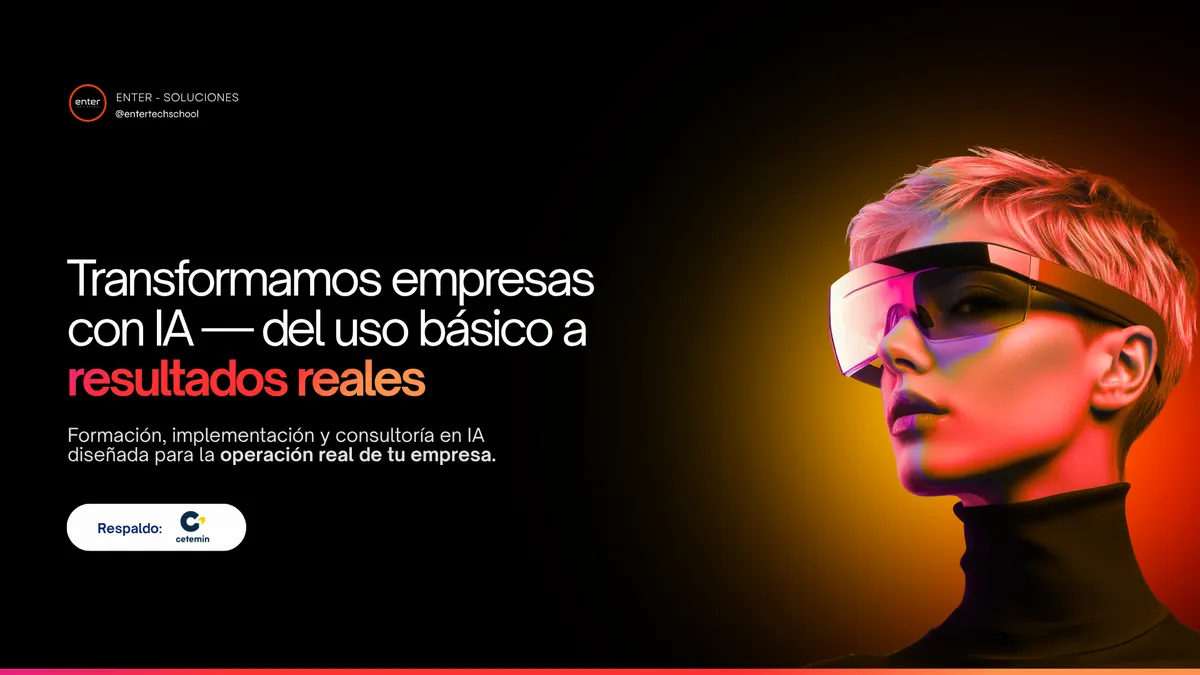 enter
ENTER - SOLUCIONES
@entertechschool
Transformamos empresas
con IA — del uso básico a
resultados reales
Formación, implementación y consultoría en IA
diseñada para la operación real de tu empresa.
Respaldo:
cetemin